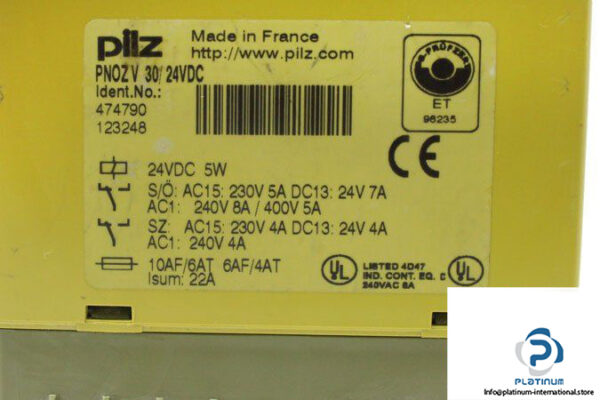 pilz
Made in France
http://www.pilz.com
PNOZ V 30/24VDC
Ident.No.:
474790
123248
ET
96235
CE
24VDC 5W
S/Ö: AC15: 230V 5A DC13: 24V 7A
AC1: 240V 8A / 400V 5A
SZ: AC15: 230V 4A DC13: 24V 4A
AC1: 240V 4A
10AF/6AT 6AF/4AT
Isum: 22A
UL
LISTED 4D47
IND. CONT. EQ.
240VAC 6A
UL
PLATINUM
Info@platinum-international.store